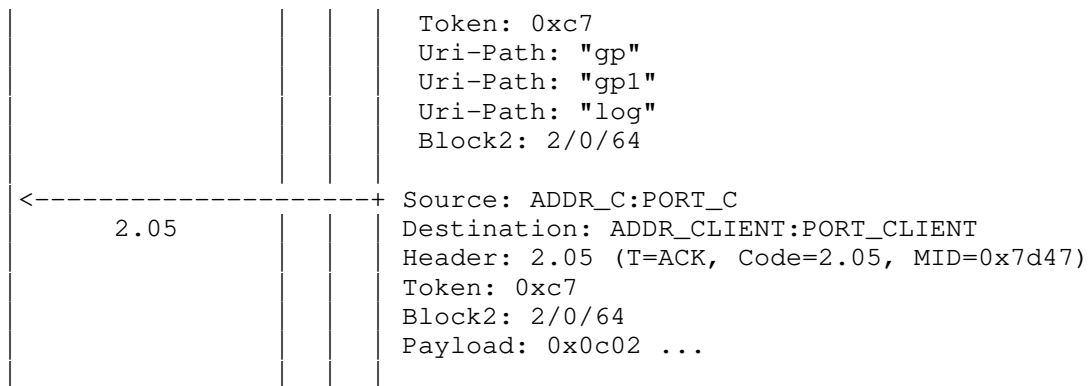 Token: 0xc7
Uri-Path: "gp"
Uri-Path: "gp1"
Uri-Path: "log"
Block2: 2/0/64
<---------------------+ Source: ADDR_C:PORT_C
2.05 Destination: ADDR_CLIENT:PORT_CLIENT
Header: 2.05 (T=ACK, Code=2.05, MID=0x7d47)
Token: 0xc7
Block2: 2/0/64
Payload: 0x0c02 ...